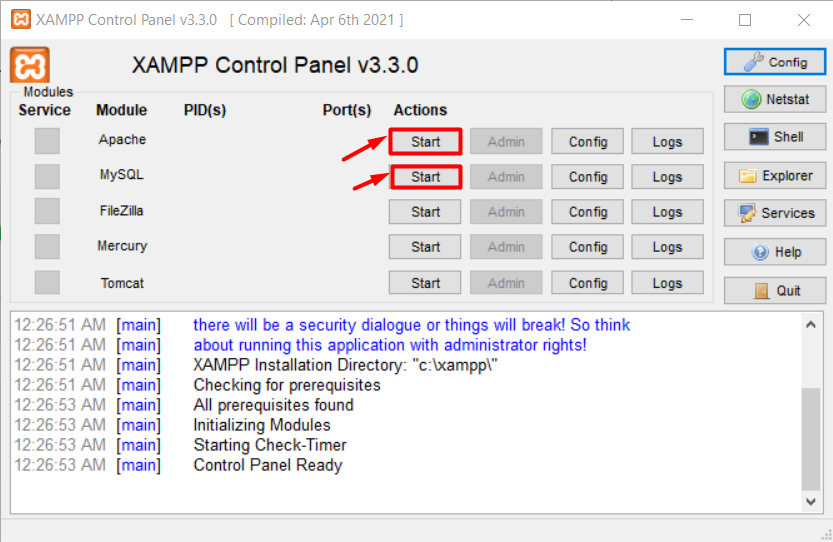 XAMPP Control Panel v3.3.0 [ Compiled: Apr 6th 2021 ]
XAMPP Control Panel v3.3.0
Config
Modules
Service Module PID(s) Port(s) Actions
Netstat
Apache Start Admin Config Logs
Shell
MySQL Start Admin Config Logs
Explorer
FileZilla Start Admin Config Logs
Services
Mercury Start Admin Config Logs
Help
Tomcat Start Admin Config Logs
Quit
12:26:51 AM [main] there will be a security dialogue or things will break! So think
12:26:51 AM [main] about running this application with administrator rights!
12:26:51 AM [main] XAMPP Installation Directory: "c:\xampp\"
12:26:51 AM [main] Checking for prerequisites
12:26:53 AM [main] All prerequisites found
12:26:53 AM [main] Initializing Modules
12:26:53 AM [main] Starting Check-Timer
12:26:53 AM [main] Control Panel Ready